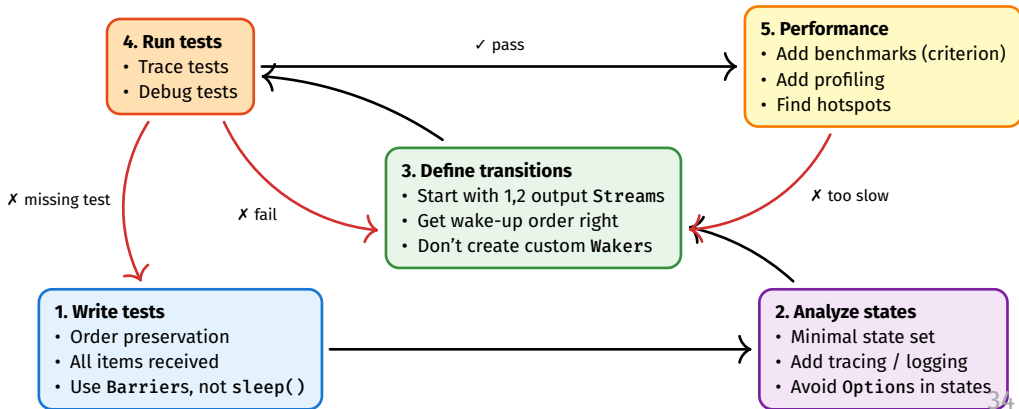 4. Run tests
• Trace tests
• Debug tests
✓ pass
5. Performance
• Add benchmarks (criterion)
• Add profiling
• Find hotspots
3. Define transitions
• Start with 1,2 output Streams
• Get wake-up order right
• Don't create custom Wakers
✗ missing test
✗ fail
✗ too slow
1. Write tests
• Order preservation
• All items received
• Use Barriers, not sleep()
2. Analyze states
• Minimal state set
• Add tracing / logging
• Avoid Options in states
34